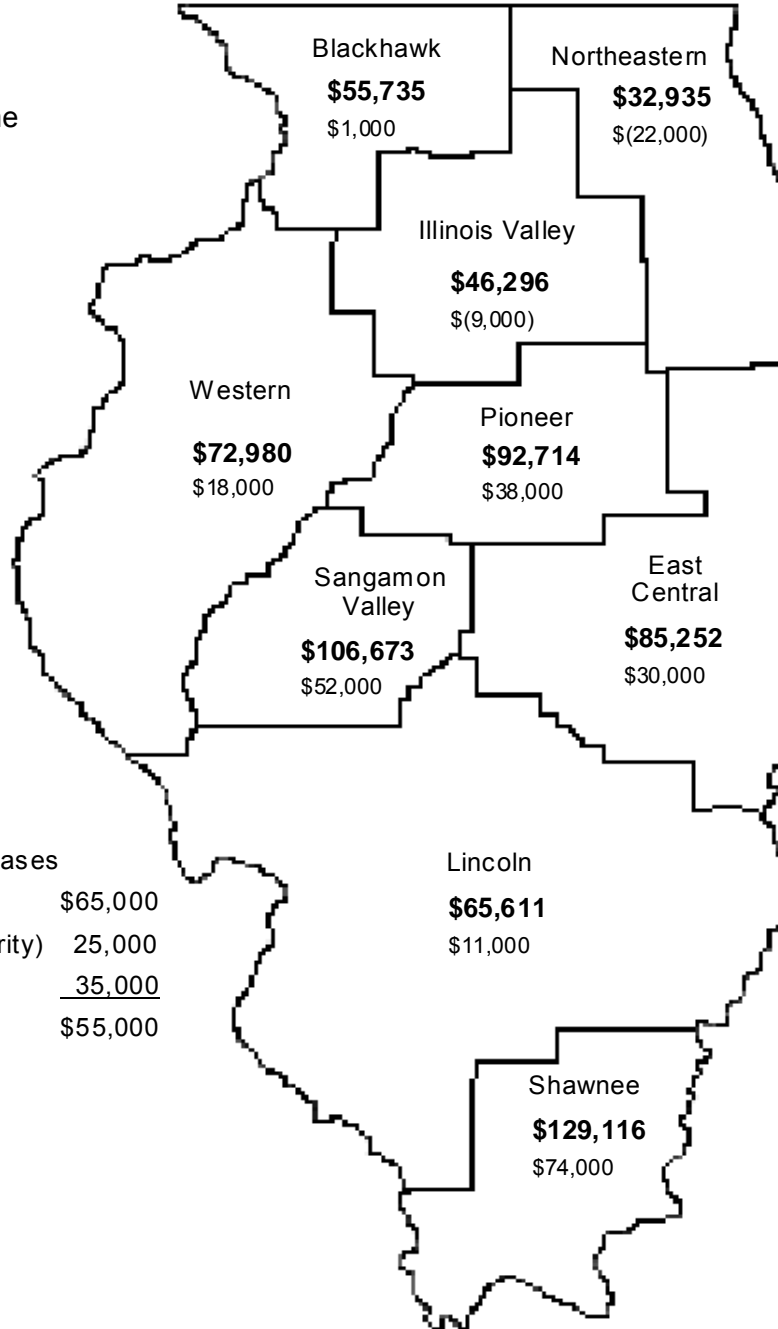 Blackhawk
$55,735
$1,000
Northeastern
$32,935
$(22,000)
Illinois Valley
$46,296
$(9,000)
Western
$72,980
$18,000
Pioneer
$92,714
$38,000
Sangamon
Valley
$106,673
$52,000
East
Central
$85,252
$30,000
Lincoln
$65,611
$11,000
ases
$65,000
rity) 25,000
35,000
$55,000
Shawnee
$129,116
$74,000